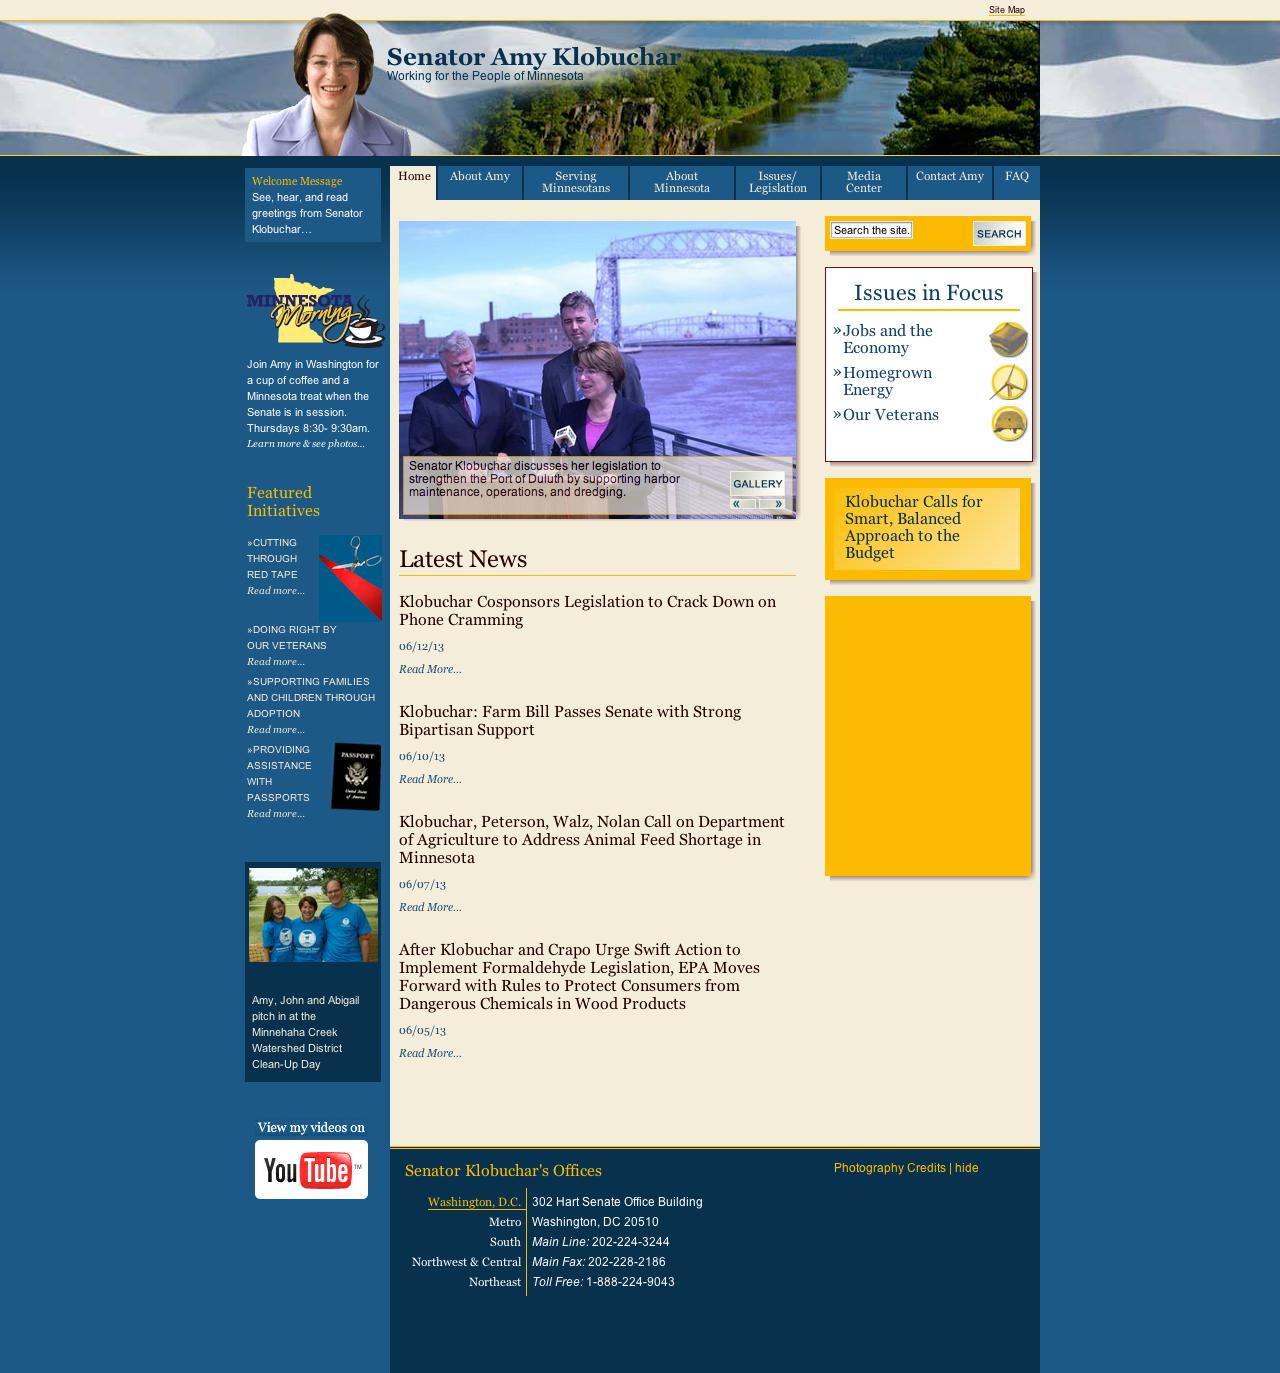 Site Map
Senator Amy Klobuchar
Working for the People of Minnesota
Home
About Amy
Serving
Minnesotans
About
Minnesota
Issues/
Legislation
Media
Center
Contact Amy
FAQ
Welcome Message
See, hear, and read
greetings from Senator
Klobuchar…
MINNESOTA
Morning
Join Amy in Washington for
a cup of coffee and a
Minnesota treat when the
Senate is in session.
Thursdays 8:30- 9:30am.
Learn more & see photos...
Featured
Initiatives
»CUTTING
THROUGH
RED TAPE
Read more...
»DOING RIGHT BY
OUR VETERANS
Read more...
»SUPPORTING FAMILIES
AND CHILDREN THROUGH
ADOPTION
Read more...
»PROVIDING
ASSISTANCE
WITH
PASSPORTS
Read more...
PASSPORT
United States
of America
Amy, John and Abigail
pitch in at the
Minnehaha Creek
Watershed District
Clean-Up Day
View my videos on
YouTube™
Senator Klobuchar discusses her legislation to
strengthen the Port of Duluth by supporting harbor
maintenance, operations, and dredging.
GALLERY
« »
Latest News
Klobuchar Cosponsors Legislation to Crack Down on
Phone Cramming
06/12/13
Read More...
Klobuchar: Farm Bill Passes Senate with Strong
Bipartisan Support
06/10/13
Read More...
Klobuchar, Peterson, Walz, Nolan Call on Department
of Agriculture to Address Animal Feed Shortage in
Minnesota
06/07/13
Read More...
After Klobuchar and Crapo Urge Swift Action to
Implement Formaldehyde Legislation, EPA Moves
Forward with Rules to Protect Consumers from
Dangerous Chemicals in Wood Products
06/05/13
Read More...
Search the site.
SEARCH
Issues in Focus
»Jobs and the
Economy
»Homegrown
Energy
»Our Veterans
Klobuchar Calls for
Smart, Balanced
Approach to the
Budget
Senator Klobuchar's Offices
Washington, D.C.
Metro
South
Northwest & Central
Northeast
302 Hart Senate Office Building
Washington, DC 20510
Main Line: 202-224-3244
Main Fax: 202-228-2186
Toll Free: 1-888-224-9043
Photography Credits | hide